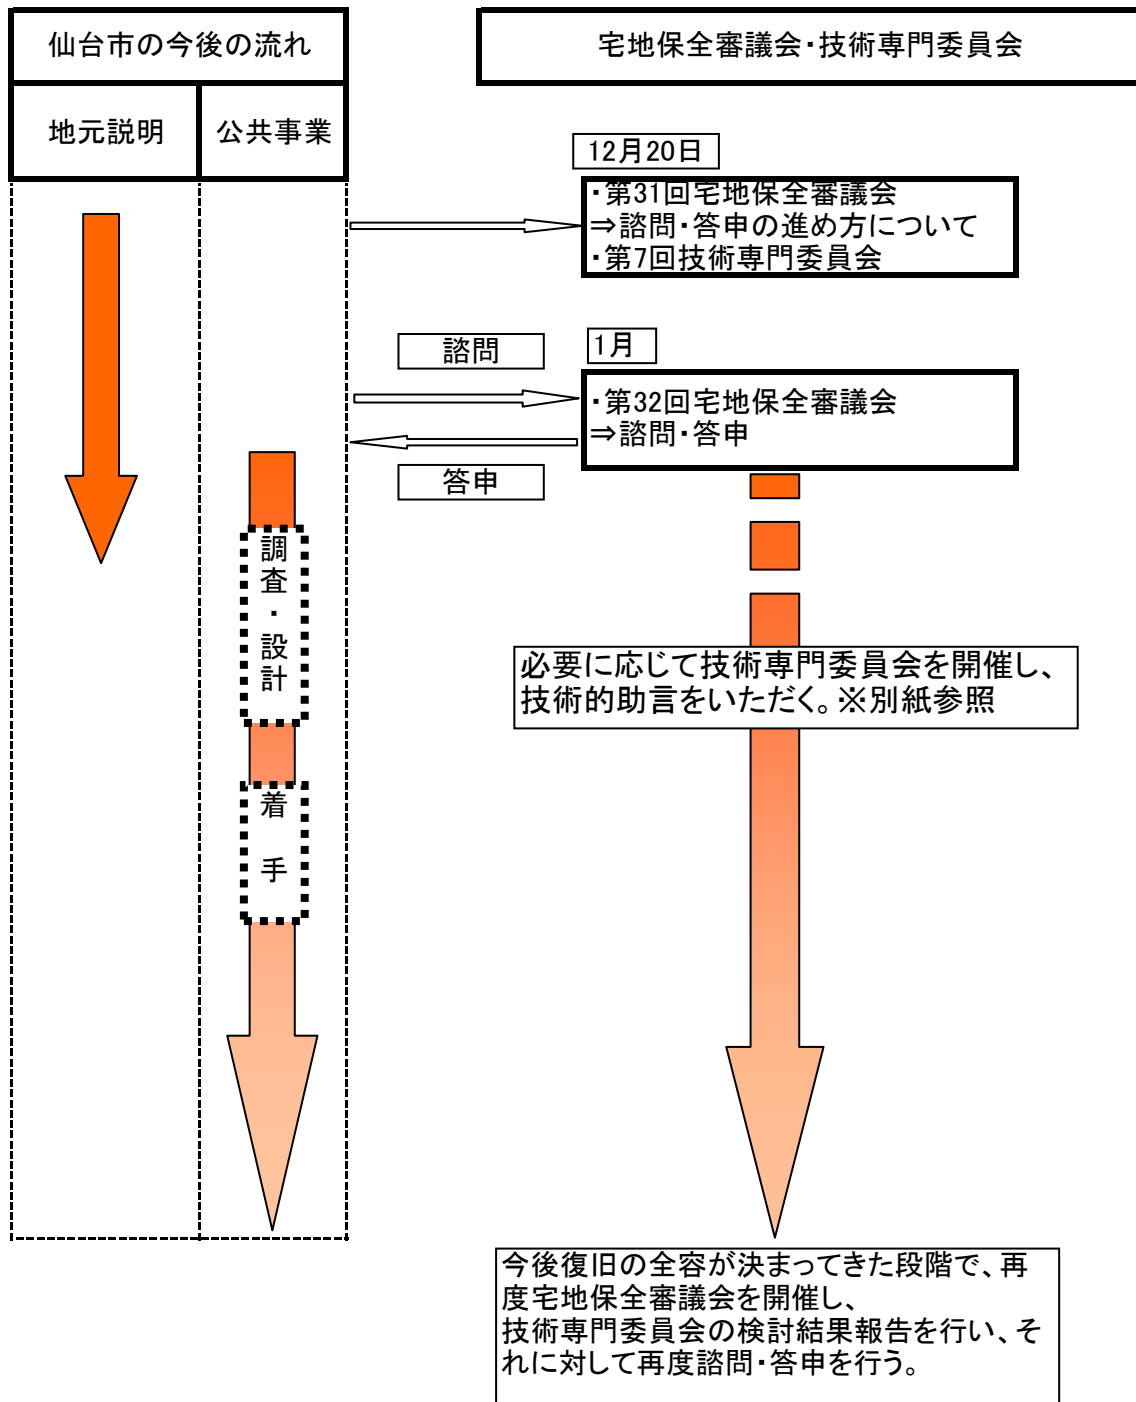 仙台市の今後の流れ
宅地保全審議会・技術専門委員会
地元説明
公共事業
12月20日
・第31回宅地保全審議会
⇒諮問・答申の進め方について
・第7回技術専門委員会
諮問
1月
・第32回宅地保全審議会
⇒諮問・答申
答申
調査・設計
必要に応じて技術専門委員会を開催し、
技術的助言をいただく。※別紙参照
着手
今後復旧の全容が決まってきた段階で、再
度宅地保全審議会を開催し、
技術専門委員会の検討結果報告を行い、そ
れに対して再度諮問・答申を行う。